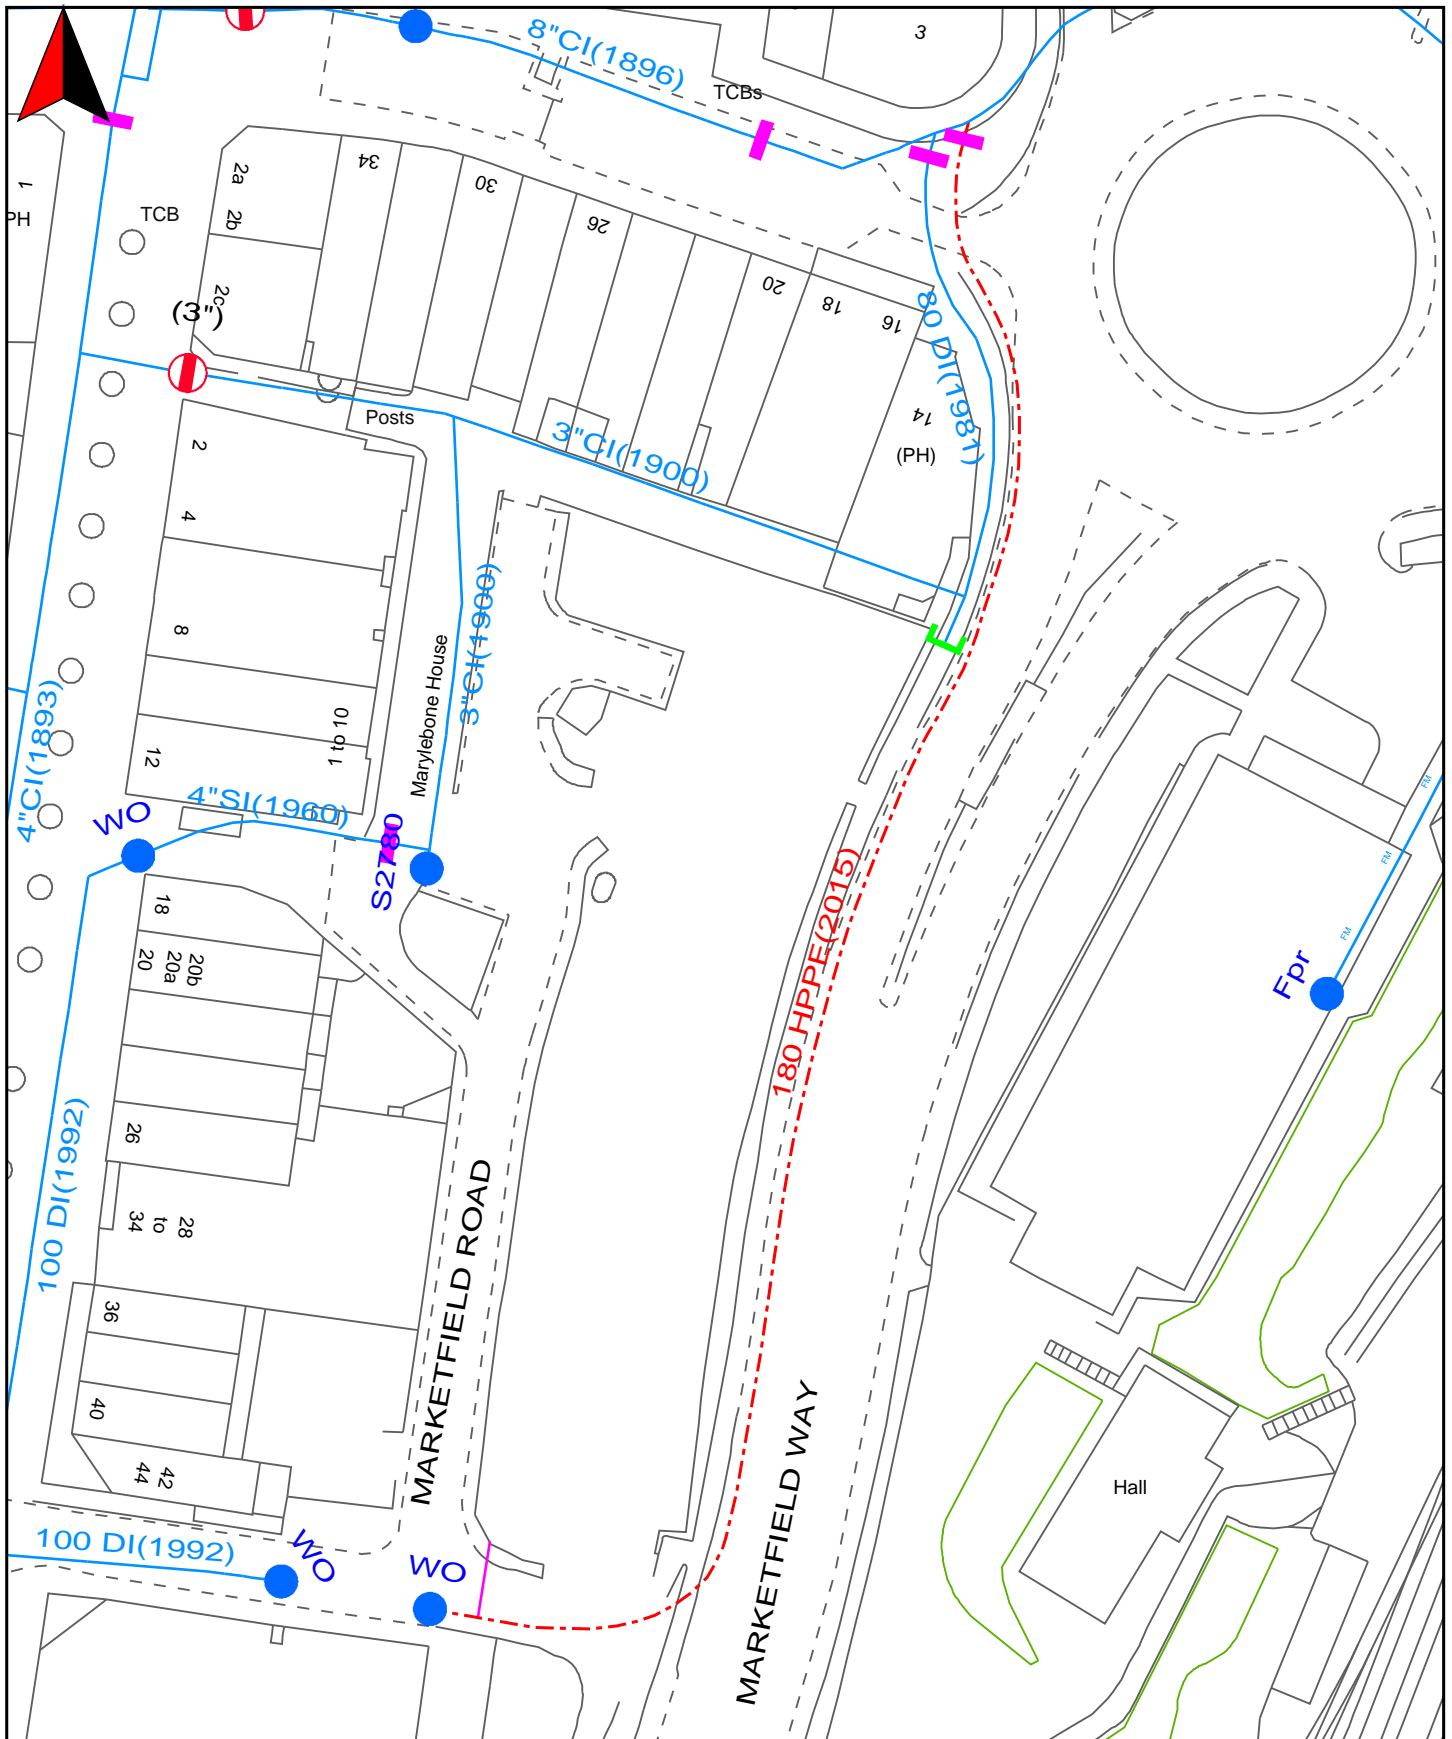 3
8"CI(1896)
TCBs
1
PH
TCB
2a
2b
2c
(3")
34
30
26
20
18
16
80 DI(1981)
14
(PH)
Posts
3"CI(1900)
2
4
8
12
1 to 10
Marylebone House
3"CI(1900)
4"CI(1893)
WO
4"SI(1960)
S2780
18
20
20a
20b
26
28
to
34
36
40
42
44
100 DI(1992)
180 HPPE(2015)
FM
FM
FM
Fpr
MARKETFIELD ROAD
MARKETFIELD WAY
Hall
100 DI(1992)
WO
WO